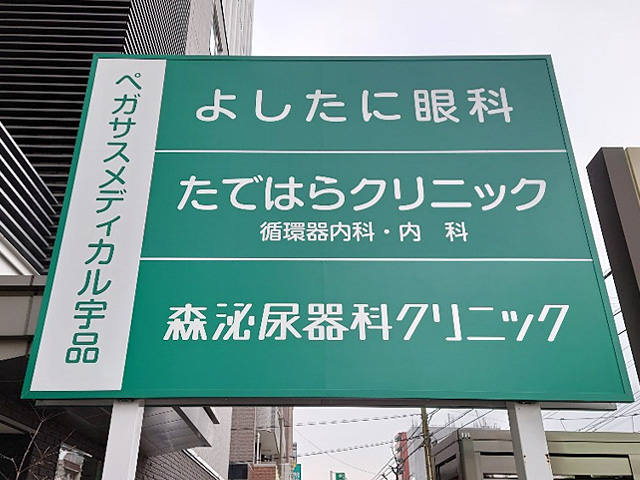 ペガサスメディカル宇品
よしたに眼科
たではらクリニック
循環器内科・内　科
森泌尿器科クリニック